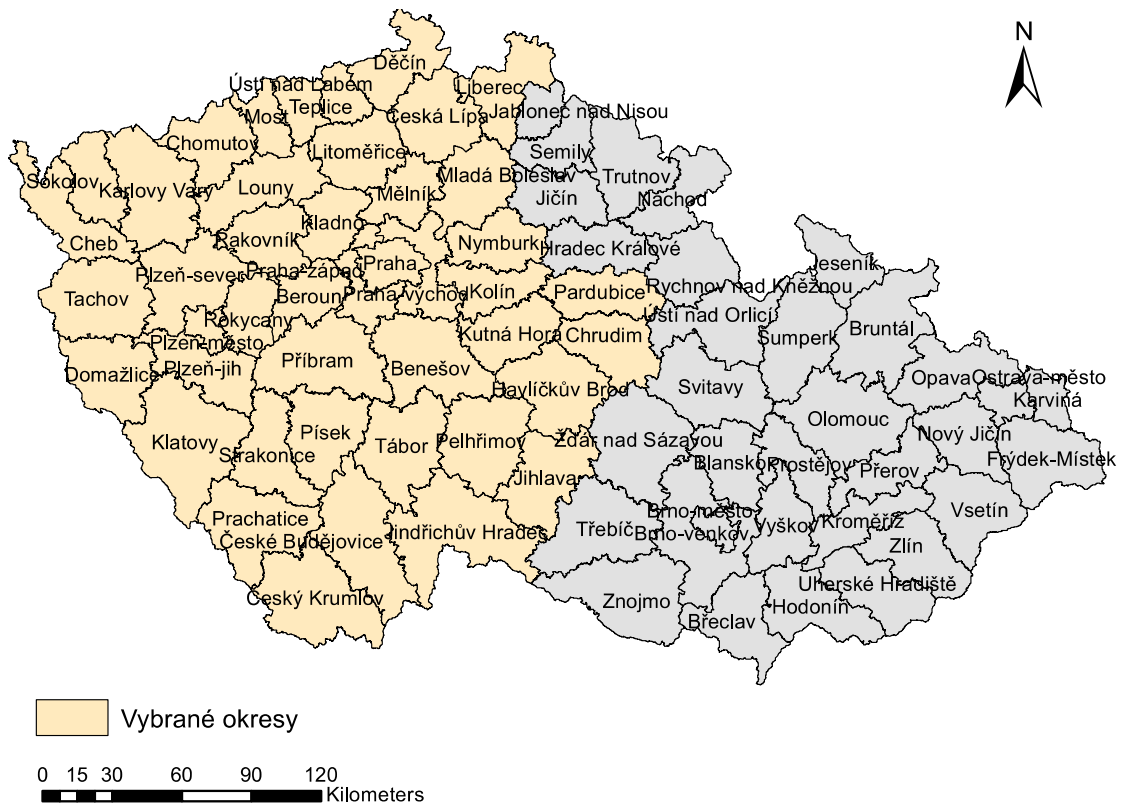 N
Děčín
Ústí nad Labem
Liberec
Teplice
Most
Česká Lípa
Jablonec nad Nisou
Chomutov
Litoměřice
Semily
Sokolov
Karlovy Vary
Louny
Mladá Boleslav
Trutnov
Mělník
Jičín
Náchod
Kladno
Cheb
Rakovník
Nymburk
Hradec Králové
Praha
Jeseník
Plzeň-sever
Praha-západ
Tachov
Beroun
Praha-východ
Kolín
Pardubice
Rychnov nad Kněžnou
Rokycany
Ústí nad Orlicí
Bruntál
Plzeň-město
Kutná Hora
Chrudim
Šumperk
Domažlice
Plzeň-jih
Příbram
Benešov
Opava
Ostrava-město
Havlíčkův Brod
Svitavy
Karviná
Olomouc
Klatovy
Písek
Tábor
Pelhřimov
Žďár nad Sázavou
Nový Jičín
Strakonice
Blansko
Prostějov
Přerov
Frýdek-Místek
Jihlava
Prachatice
Brno-město
Vsetín
České Budějovice
Jindřichův Hradec
Třebíč
Brno-venkov
Vyškov
Kroměříž
Zlín
Český Krumlov
Uherské Hradiště
Znojmo
Hodonín
Břeclav
Vybrané okresy
0 15 30 60 90 120
Kilometers